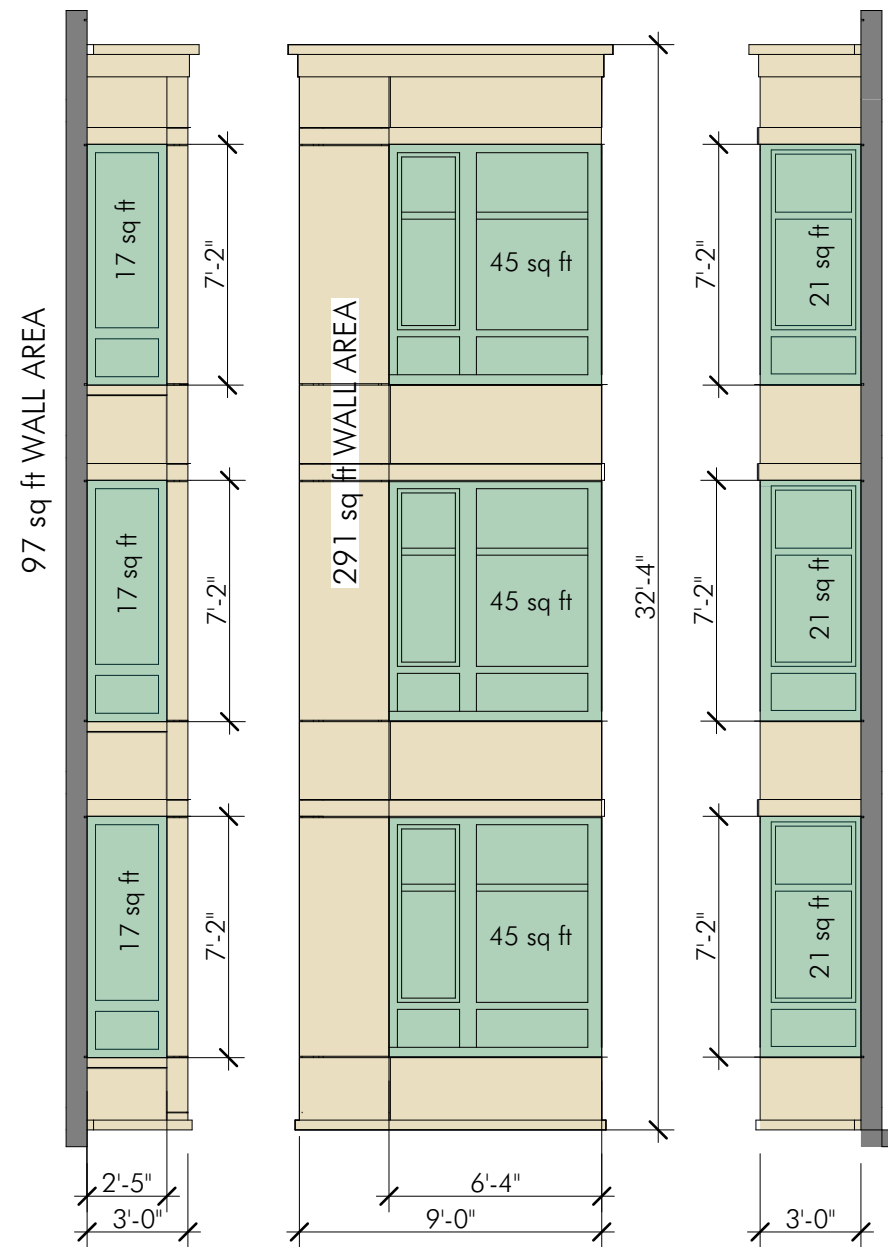 97 sq ft WALL AREA
17 sq ft
7'-2"
17 sq ft
7'-2"
17 sq ft
7'-2"
2'-5"
3'-0"
291 sq ft WALL AREA
45 sq ft
45 sq ft
45 sq ft
32'-4"
6'-4"
9'-0"
7'-2"
21 sq ft
7'-2"
21 sq ft
7'-2"
21 sq ft
3'-0"